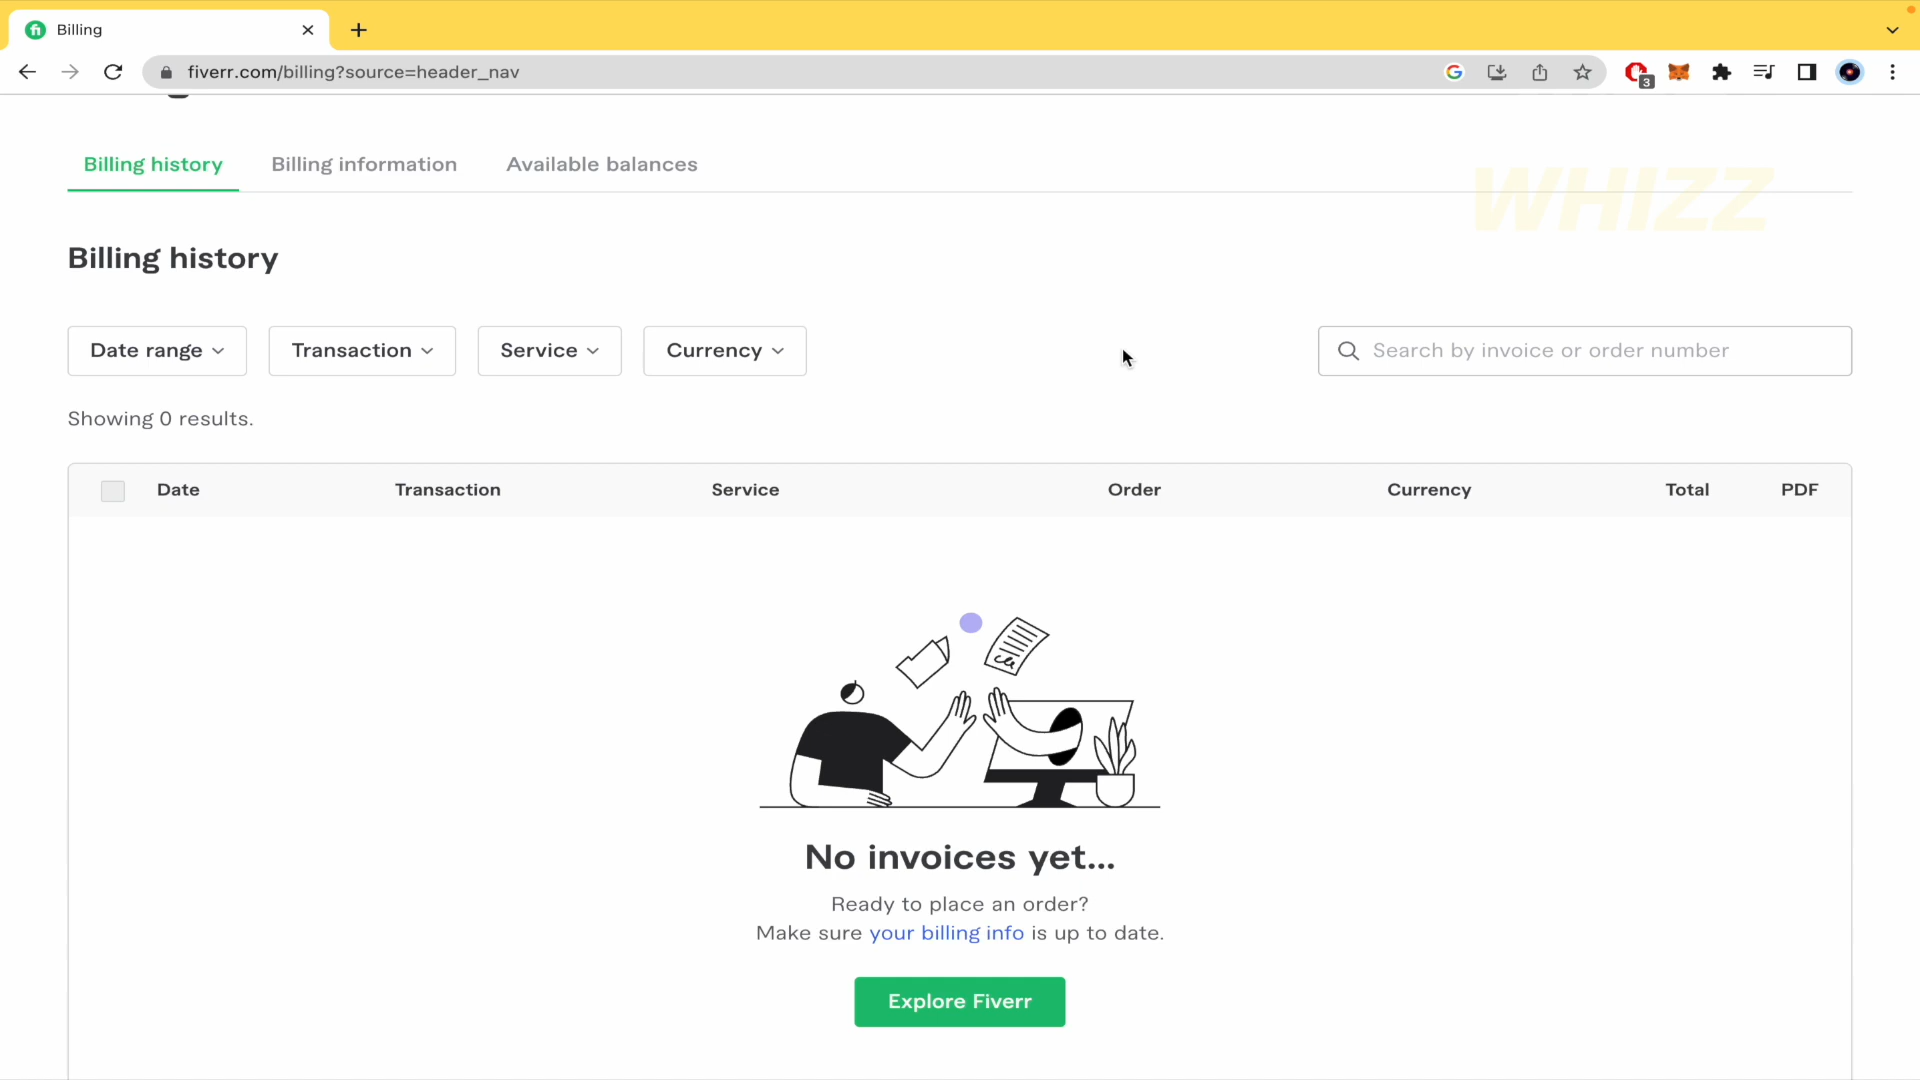 Billing
fiverr.com/billing?source=header_nav
3
Billing history
Billing information
Available balances
WHIZZ
Billing history
Date range
Transaction
Service
Currency
Search by invoice or order number
Showing 0 results.
Date
Transaction
Service
Order
Currency
Total
PDF
No invoices yet...
Ready to place an order?
Make sure your billing info is up to date.
Explore Fiverr